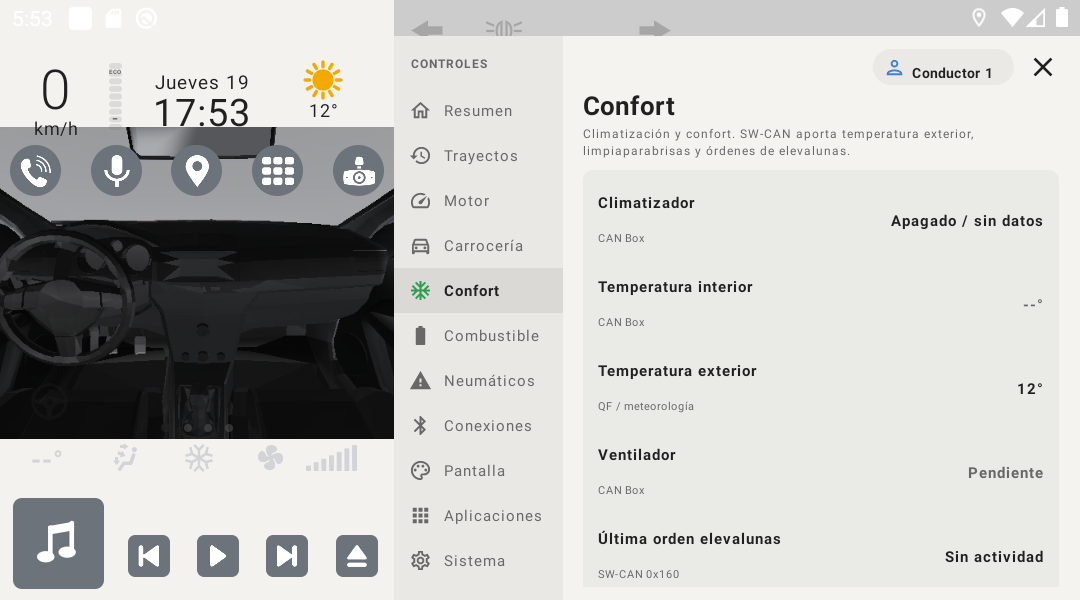 5:53
0
km/h
ECO
Jueves 19
17:53
12°
--°
CONTROLES
Resumen
Trayectos
Motor
Carrocería
Confort
Combustible
Neumáticos
Conexiones
Pantalla
Aplicaciones
Sistema
Conductor 1
Confort
Climatización y confort. SW-CAN aporta temperatura exterior,
limpiaparabrisas y órdenes de elevalunas.
Climatizador
Apagado / sin datos
CAN Box
Temperatura interior
--°
CAN Box
Temperatura exterior
12°
QF / meteorología
Ventilador
Pendiente
CAN Box
Última orden elevalunas
Sin actividad
SW-CAN 0x160